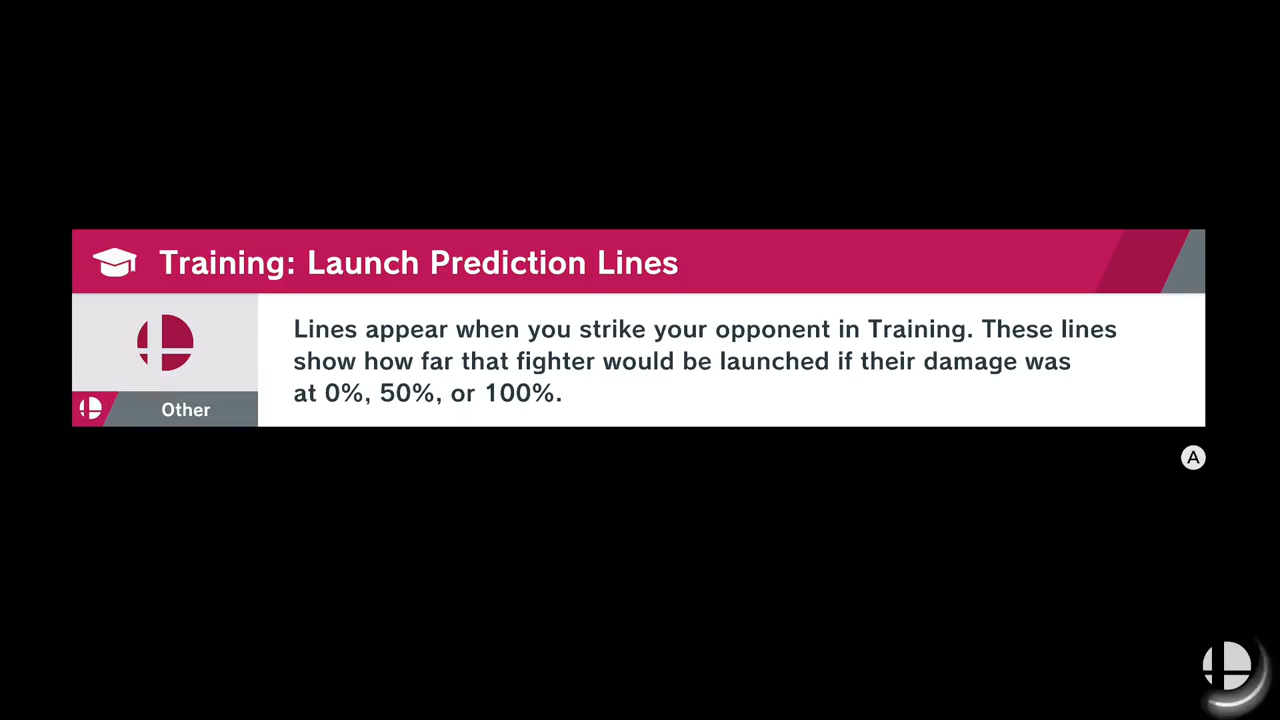 Training: Launch Prediction Lines
Lines appear when you strike your opponent in Training. These lines
show how far that fighter would be launched if their damage was
at 0%, 50%, or 100%.
Other
A